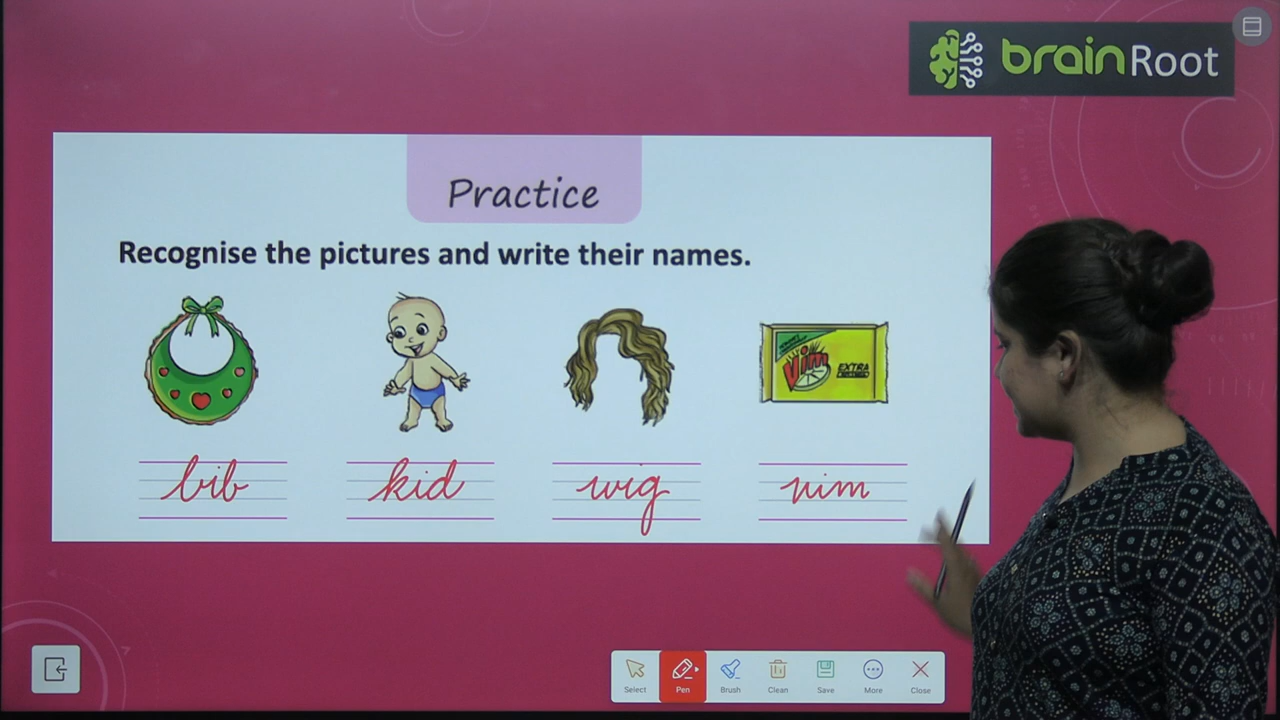 brainRoot
Practice
Recognise the pictures and write their names.
Vim EXTRA
bib kid wig vim
Select Pen Brush Clean Save More Close